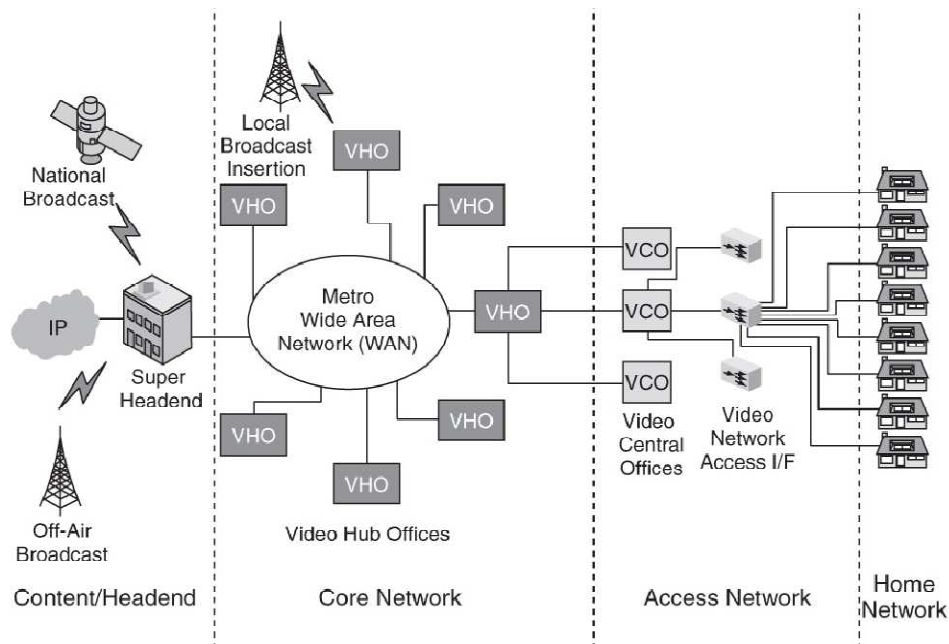 Local
Broadcast
Insertion
VHO
National
Broadcast
VHO
VHO
VCO
Metro
Wide Area
Network (WAN)
VHO
VCO
IP
Super
Headend
VCO
VHO
VHO
Video
Central
Offices
Video
Network
Access I/F
VHO
Off-Air
Broadcast
Video Hub Offices
Content/Headend
Core Network
Access Network
Home
Network